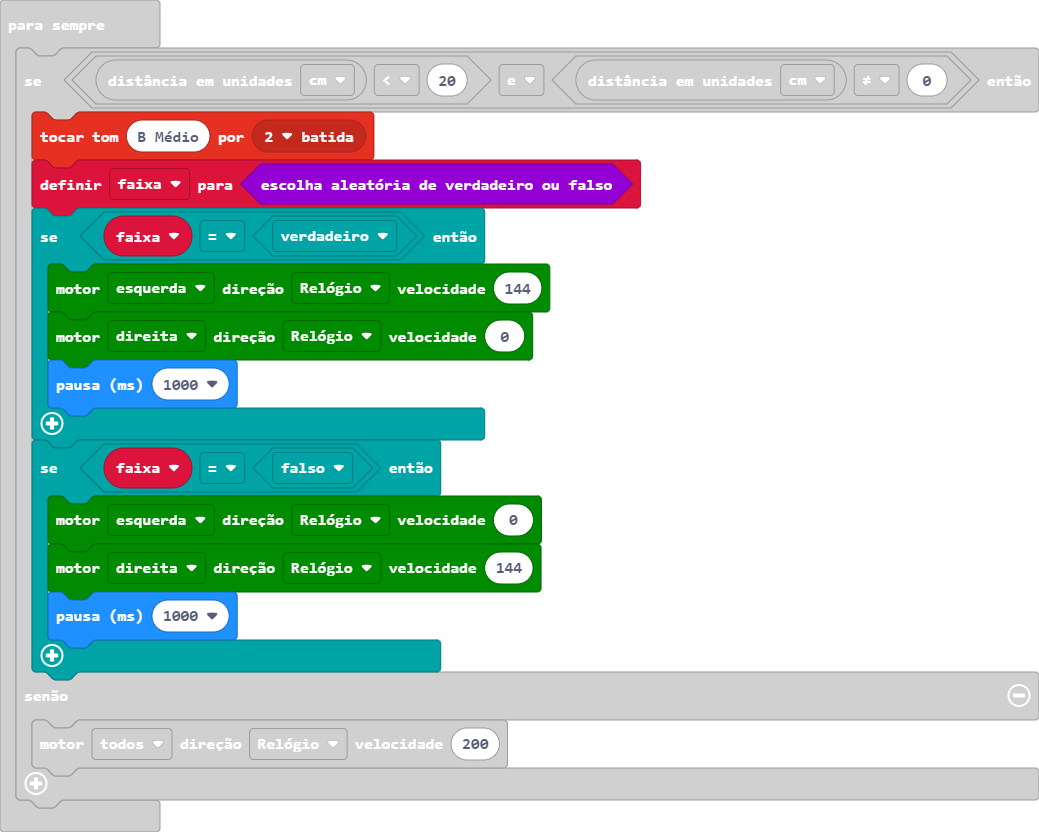 para sempre
se distância em unidades cm < 20 e distância em unidades cm ≠ 0 então
tocar tom B Médio por 2 batida
definir faixa para escolha aleatória de verdadeiro ou falso
se faixa = verdadeiro então
motor esquerda direção Relógio velocidade 144
motor direita direção Relógio velocidade 0
pausa (ms) 1000
se faixa = falso então
motor esquerda direção Relógio velocidade 0
motor direita direção Relógio velocidade 144
pausa (ms) 1000
senão
motor todos direção Relógio velocidade 200